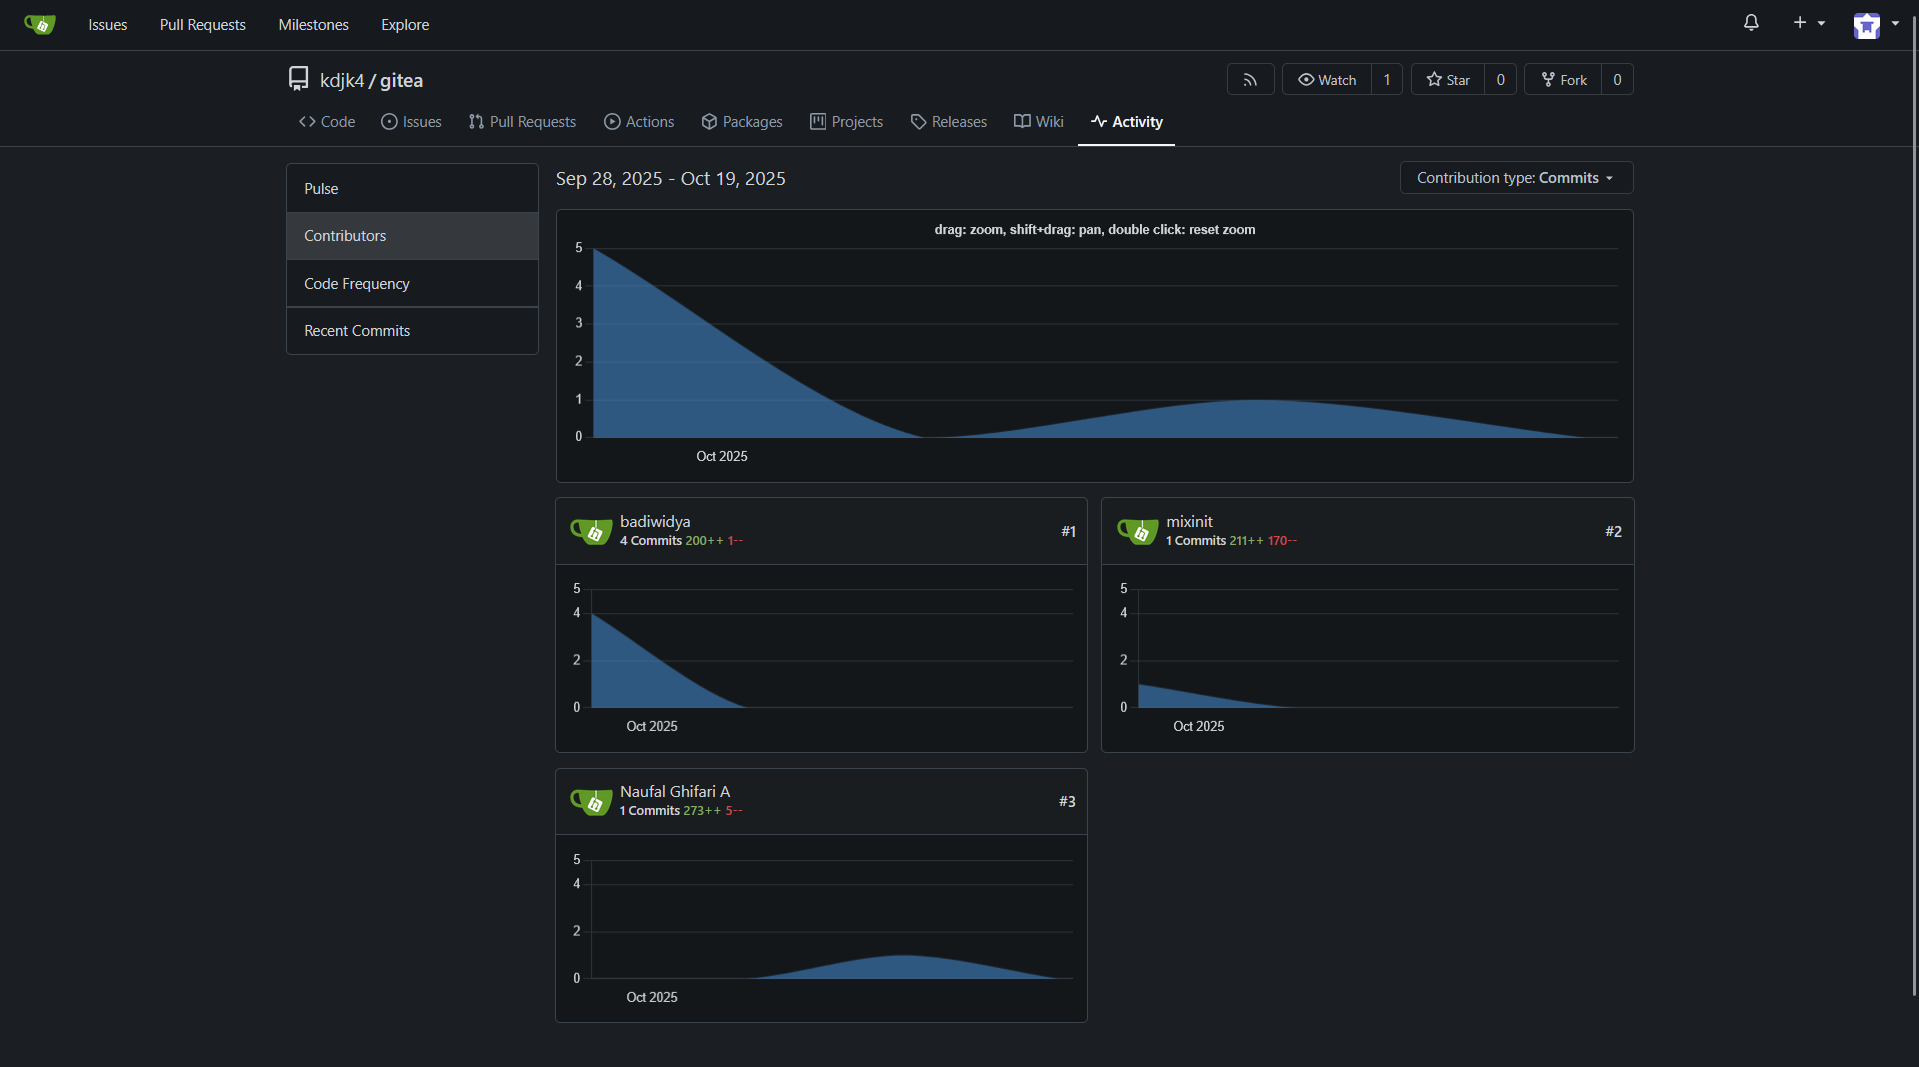 Issues Pull Requests Milestones Explore
kdjk4 / gitea Watch 1 Star 0 Fork 0
Code Issues Pull Requests Actions Packages Projects Releases Wiki Activity
Pulse
Contributors
Code Frequency
Recent Commits
Sep 28, 2025 - Oct 19, 2025 Contribution type: Commits
drag: zoom, shift+drag: pan, double click: reset zoom
5
4
3
2
1
0
Oct 2025
badiwidya
4 Commits 200++ 1--
#1
5
4
2
0
Oct 2025
mixinit
1 Commits 211++ 170--
#2
5
4
2
0
Oct 2025
Naufal Ghifari A
1 Commits 273++ 5--
#3
5
4
2
0
Oct 2025